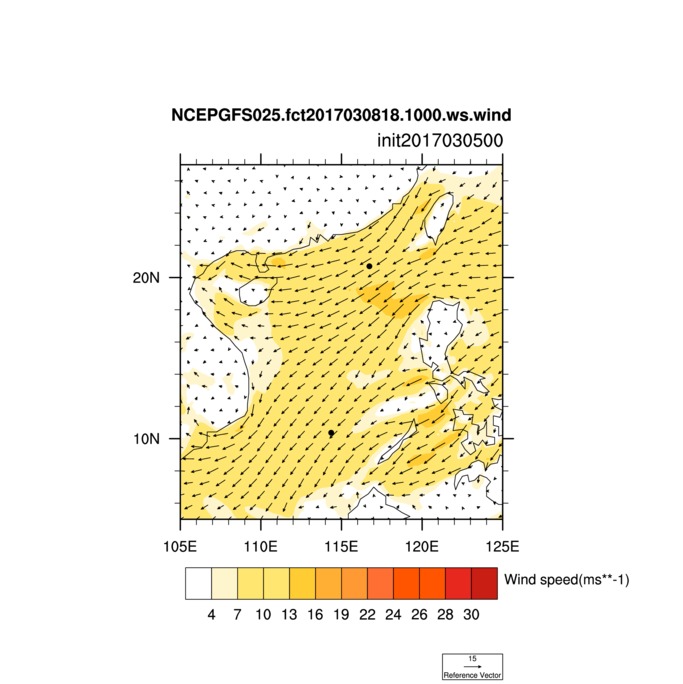 NCEPGFS025.fct2017030818.1000.ws.wind
init2017030500
20N
10N
105E 110E 115E 120E 125E
Wind speed(ms**-1)
4 7 10 13 16 19 22 24 26 28 30
15
Reference Vector